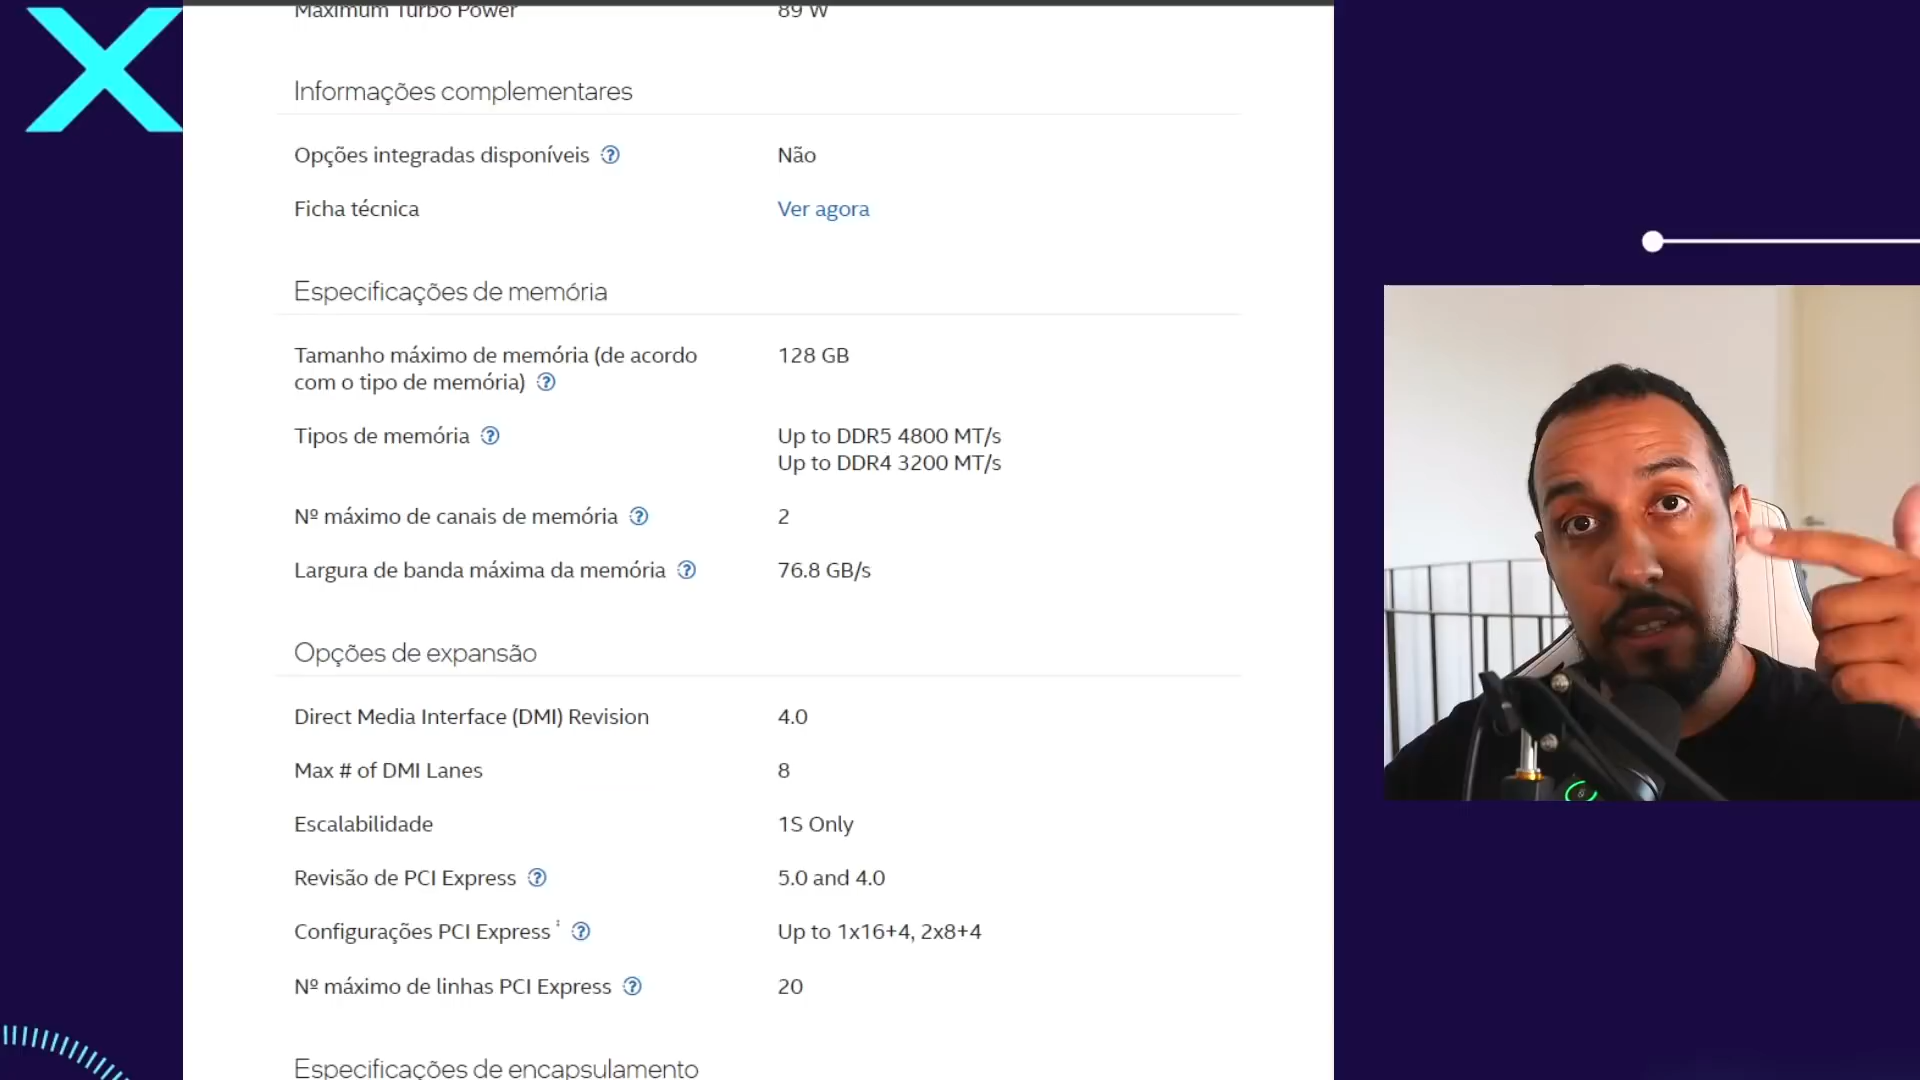 Maximum Turbo Power 89 W
Informações complementares
Opções integradas disponíveis ? Não
Ficha técnica Ver agora
Especificações de memória
Tamanho máximo de memória (de acordo
com o tipo de memória) ? 128 GB
Tipos de memória ? Up to DDR5 4800 MT/s
Up to DDR4 3200 MT/s
Nº máximo de canais de memória ? 2
Largura de banda máxima da memória ? 76.8 GB/s
Opções de expansão
Direct Media Interface (DMI) Revision 4.0
Max # of DMI Lanes 8
Escalabilidade 1S Only
Revisão de PCI Express ? 5.0 and 4.0
Configurações PCI Express ‡ ? Up to 1x16+4, 2x8+4
Nº máximo de linhas PCI Express ? 20
Especificações de encapsulamento